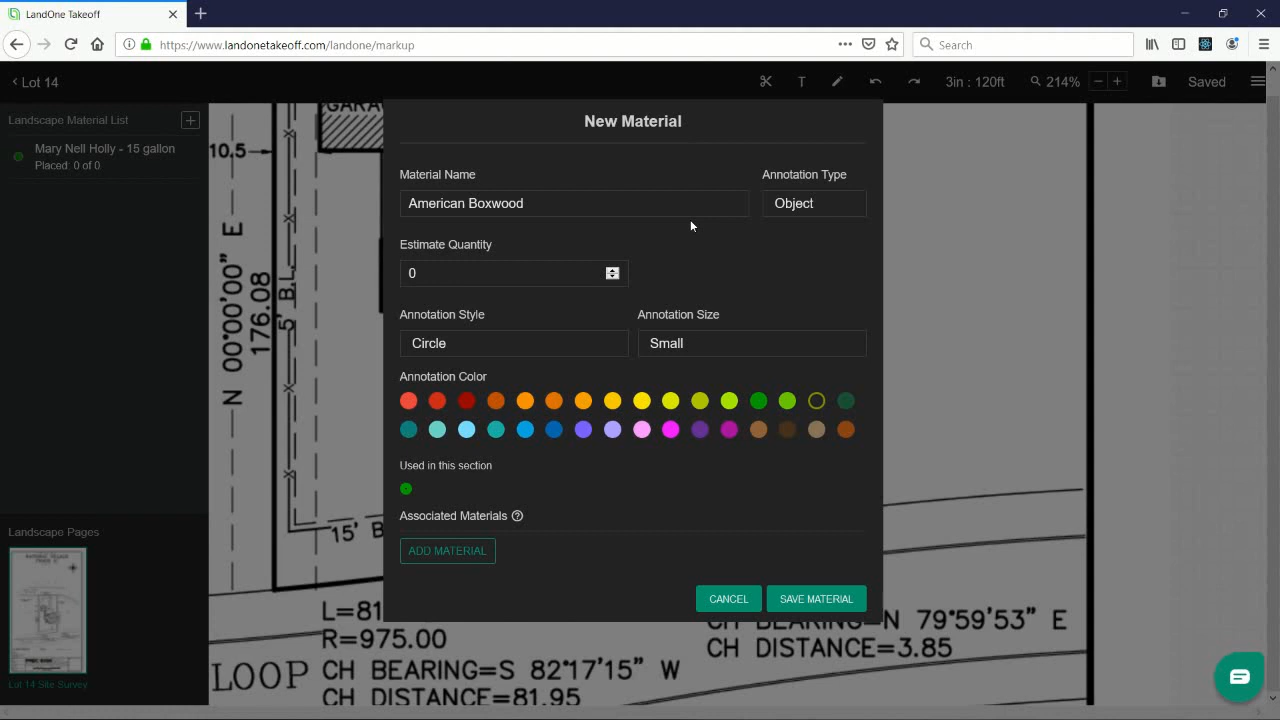 LandOne Takeoff
https://www.landonetakeoff.com/landone/markup
Search
Lot 14
T
3in : 120ft
214%
Saved
Landscape Material List
Mary Nell Holly - 15 gallon
Placed: 0 of 0
GARA
10.5
N 00°00'00" E
176.08
5' B.L.
15' B
New Material
Material Name
Annotation Type
American Boxwood
Object
Estimate Quantity
0
Annotation Style
Annotation Size
Circle
Small
Annotation Color
Used in this section
Associated Materials
ADD MATERIAL
CANCEL
SAVE MATERIAL
Landscape Pages
Lot 14 Site Survey
L=81
R=975.00
LOOP
CH BEARING=S 82°17'15" W
CH DISTANCE=81.95
CH BEARING=N 79°59'53" E
CH DISTANCE=3.85